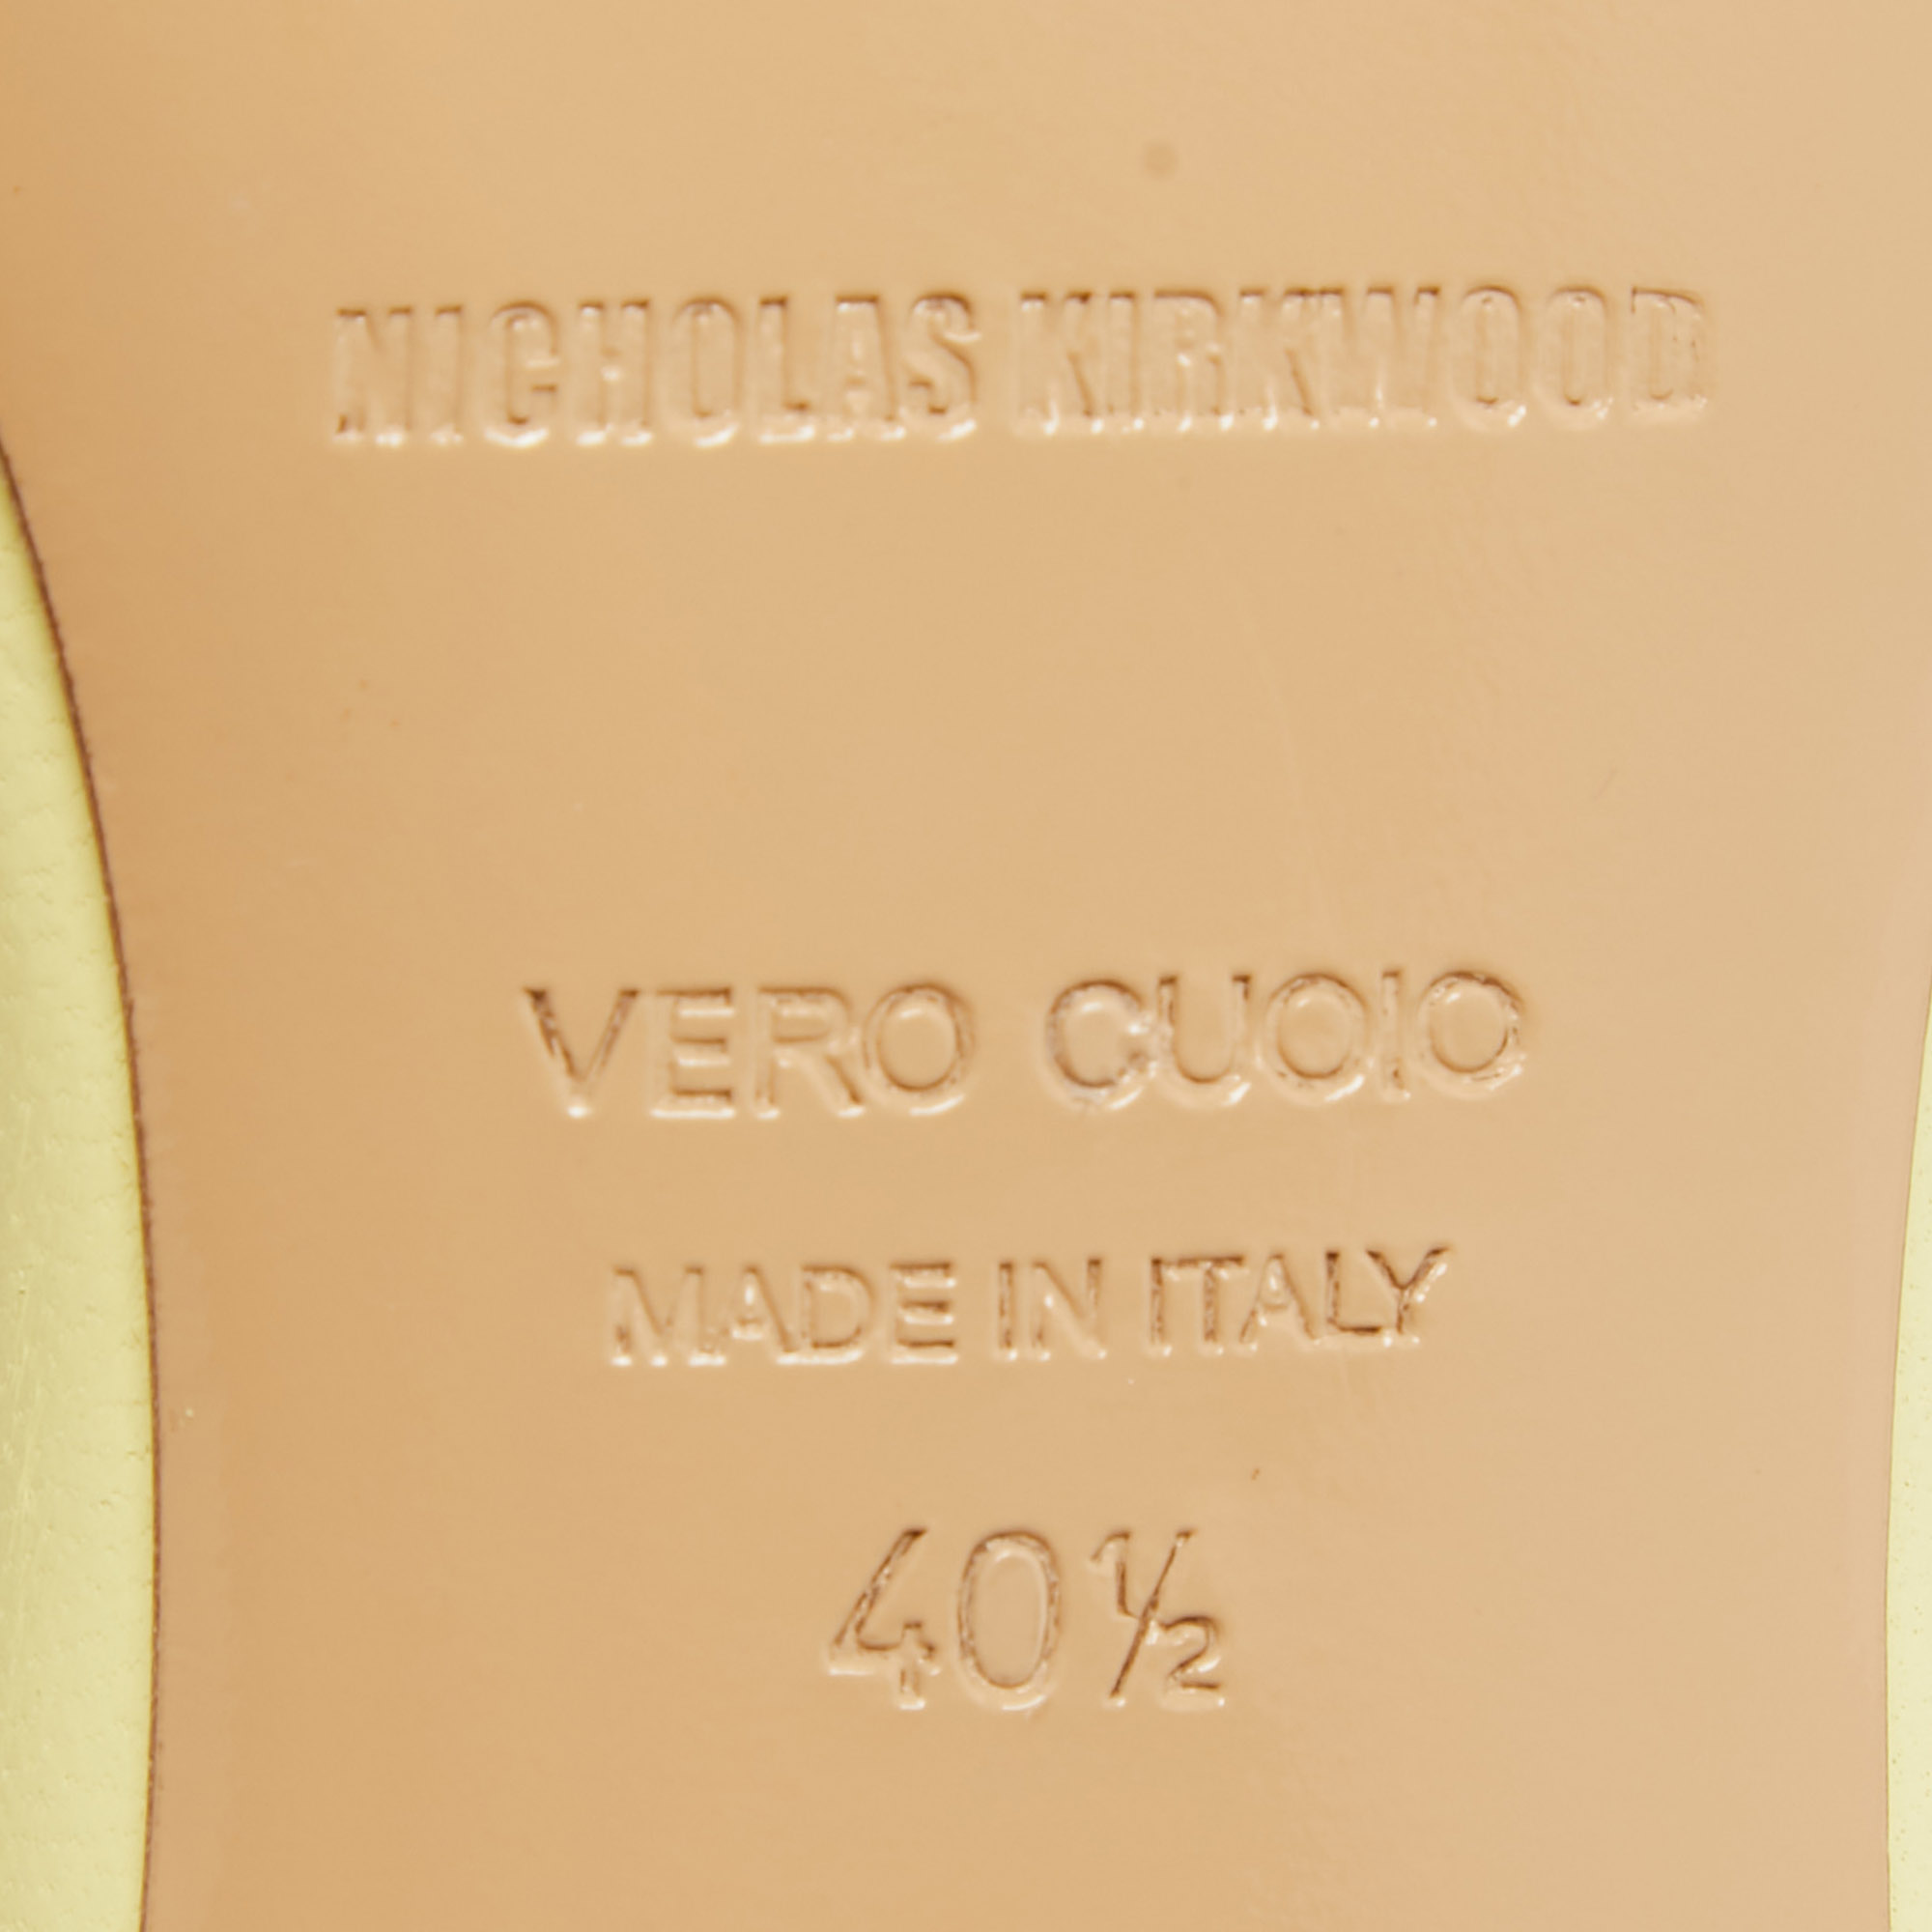 NICHOLAS KIRKWOOD
VERO CUOIO
MADE IN ITALY
40½